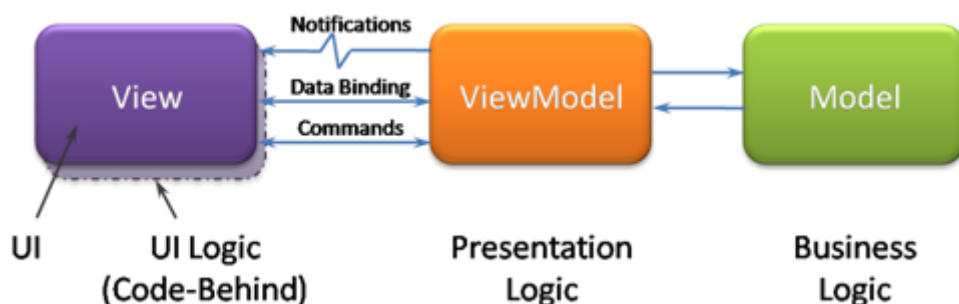 Notifications
View
Data Binding
ViewModel
Model
Commands
UI
UI Logic
(Code-Behind)
Presentation
Logic
Business
Logic